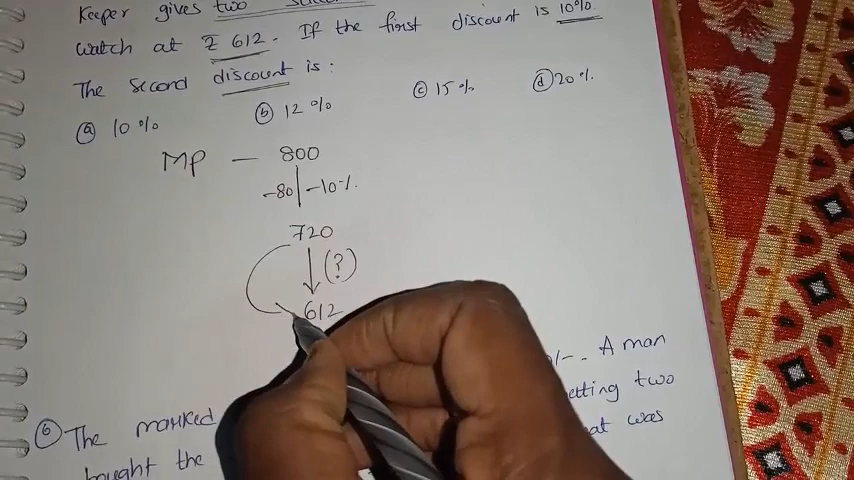 Keeper gives two
watch at ₹ 612. If the first discount is 10%.
The second discount is :
(a) 10% (b) 12% (c) 15% (d) 20%.
MP — 800
-80 -10%.
720
(?)
612
/-. A man
(6) The marked etting two
bought the at was